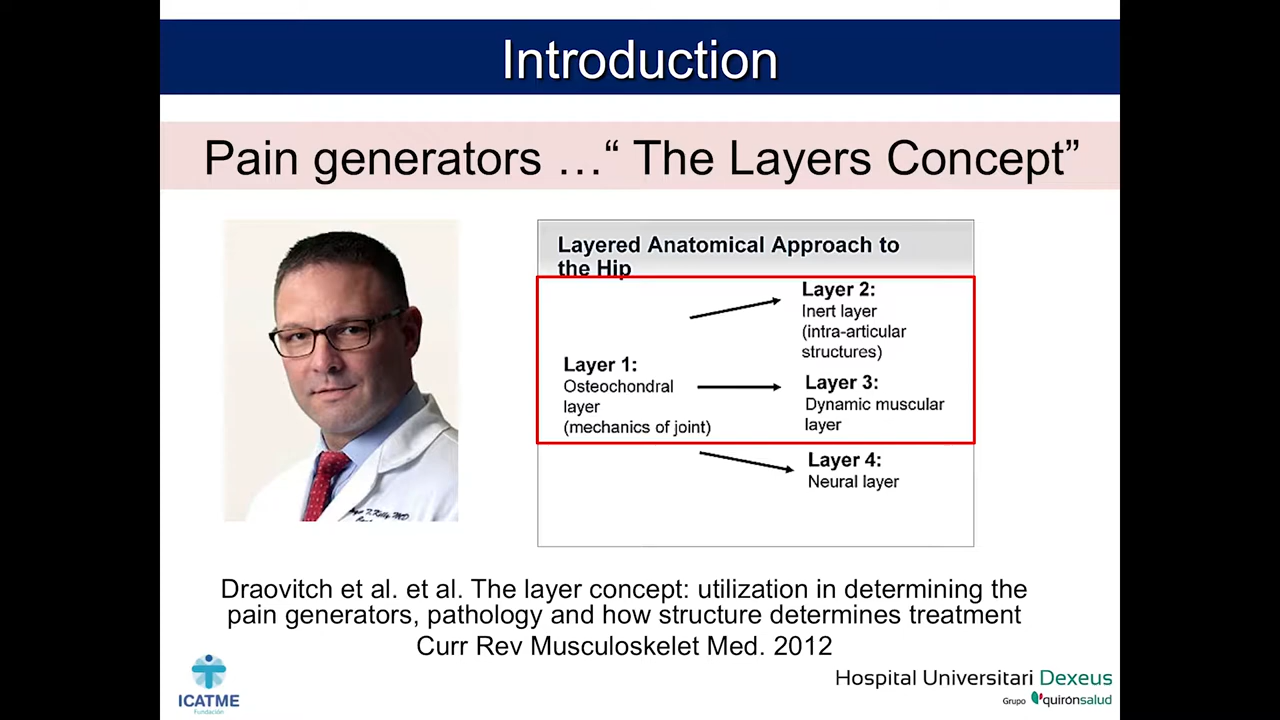 Introduction
Pain generators …“ The Layers Concept”
Layered Anatomical Approach to
the Hip
Layer 1:
Osteochondral
layer
(mechanics of joint)
Layer 2:
Inert layer
(intra-articular
structures)
Layer 3:
Dynamic muscular
layer
Layer 4:
Neural layer
Draovitch et al. et al. The layer concept: utilization in determining the
pain generators, pathology and how structure determines treatment
Curr Rev Musculoskelet Med. 2012
ICATME
Fundación
Hospital Universitari Dexeus
Grupo quirónsalud